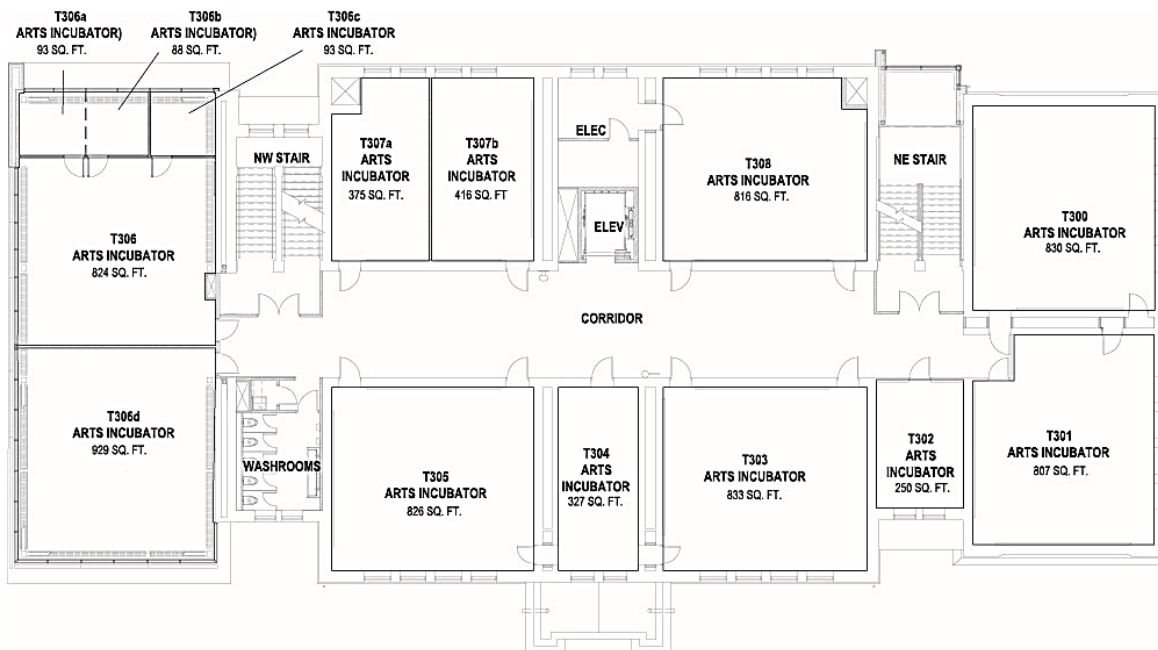 T306a
ARTS INCUBATOR)
93 SQ. FT.
T306b
ARTS INCUBATOR)
88 SQ. FT.
T306c
ARTS INCUBATOR
93 SQ. FT.
NW STAIR
T307a
ARTS
INCUBATOR
375 SQ. FT.
T307b
ARTS
INCUBATOR
416 SQ. FT
ELEC
ELEV
T308
ARTS INCUBATOR
816 SQ. FT.
NE STAIR
T300
ARTS INCUBATOR
830 SQ. FT.
T306
ARTS INCUBATOR
824 SQ. FT.
CORRIDOR
T306d
ARTS INCUBATOR
929 SQ. FT.
WASHROOMS
T305
ARTS INCUBATOR
826 SQ. FT.
T304
ARTS
INCUBATOR
327 SQ. FT.
T303
ARTS INCUBATOR
833 SQ. FT.
T302
ARTS
INCUBATOR
250 SQ. FT.
T301
ARTS INCUBATOR
807 SQ. FT.